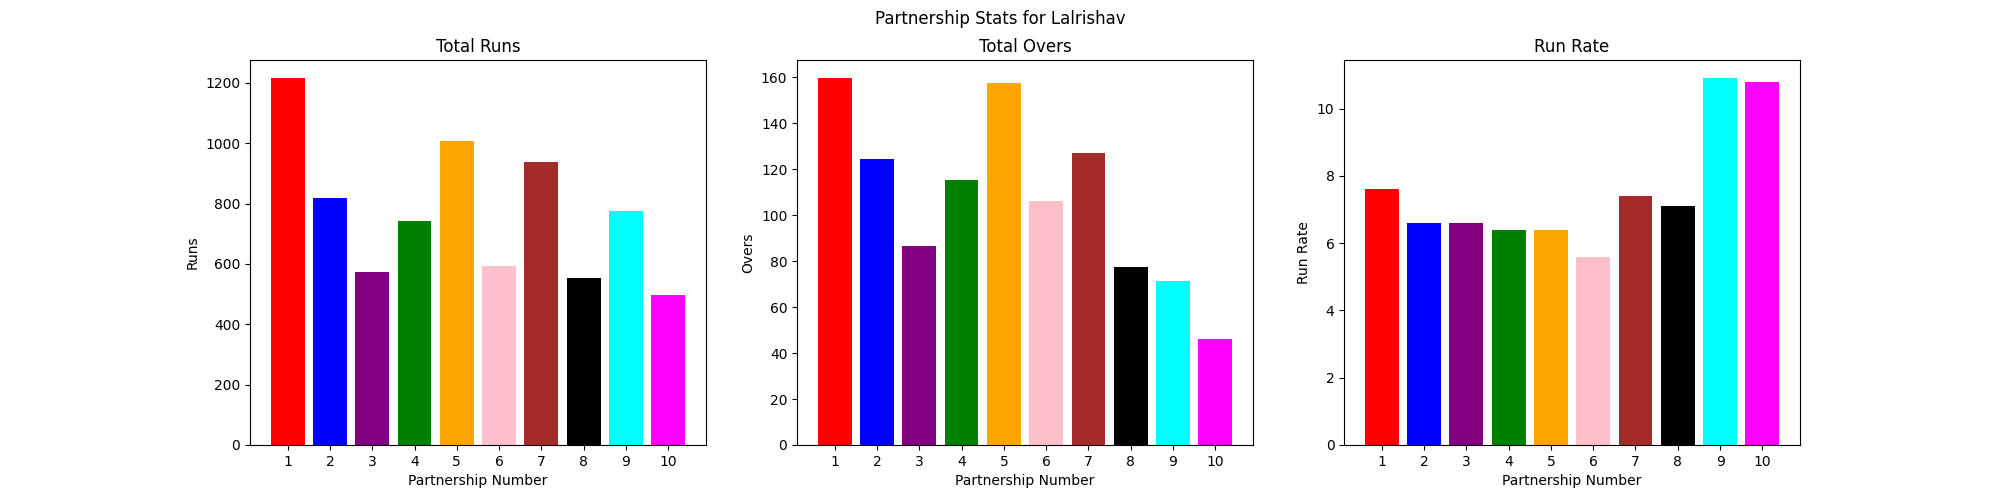 Partnership Stats for Lalrishav
Total Runs
1200
1000
800
600
400
200
0
Runs
1 2 3 4 5 6 7 8 9 10
Partnership Number
Total Overs
160
140
120
100
80
60
40
20
0
Overs
1 2 3 4 5 6 7 8 9 10
Partnership Number
Run Rate
10
8
6
4
2
0
Run Rate
1 2 3 4 5 6 7 8 9 10
Partnership Number